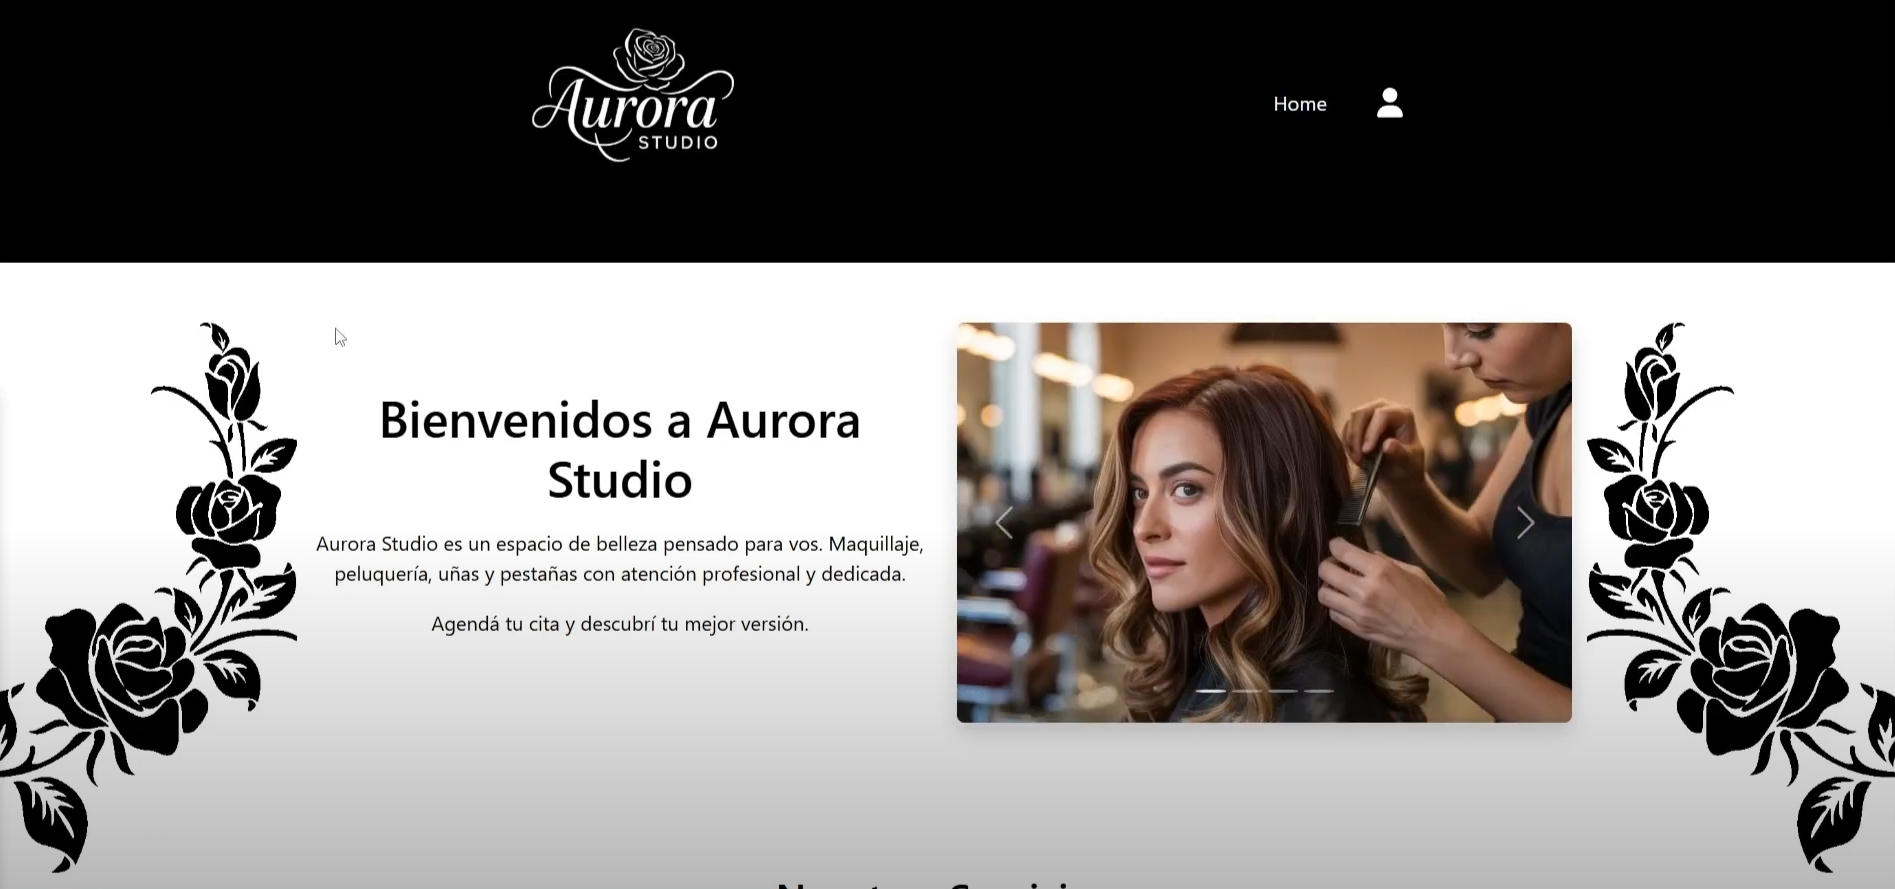 Aurora
STUDIO
Home
Bienvenidos a Aurora
Studio
Aurora Studio es un espacio de belleza pensado para vos. Maquillaje,
peluquería, uñas y pestañas con atención profesional y dedicada.
Agendá tu cita y descubrí tu mejor versión.